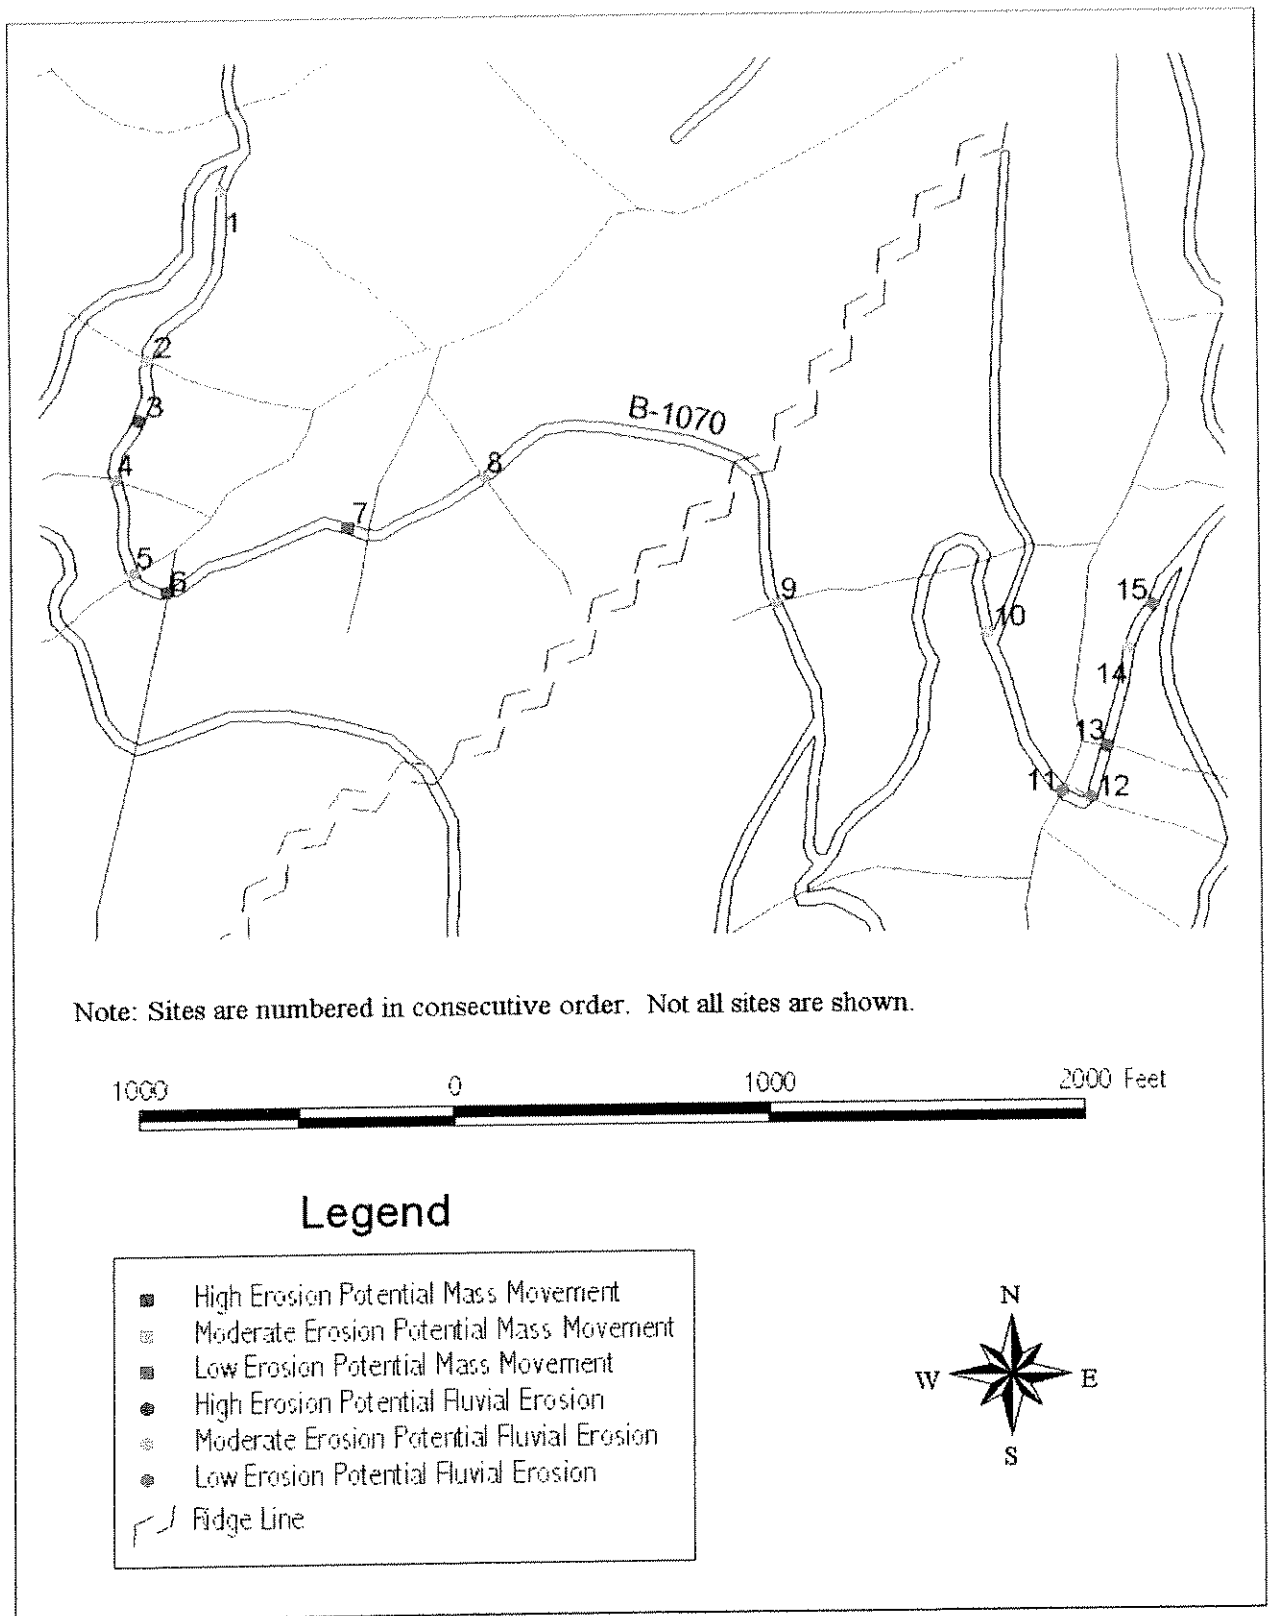 1
2
3
B-1070
4
8
7
5
6
9
15
10
14
13
11
12
Note: Sites are numbered in consecutive order.  Not all sites are shown.
1000 0 1000 2000 Feet
Legend
High Erosion Potential Mass Movement
Moderate Erosion Potential Mass Movement
Low Erosion Potential Mass Movement
High Erosion Potential Fluvial Erosion
Moderate Erosion Potential Fluvial Erosion
Low Erosion Potential Fluvial Erosion
Ridge Line
N
W E
S